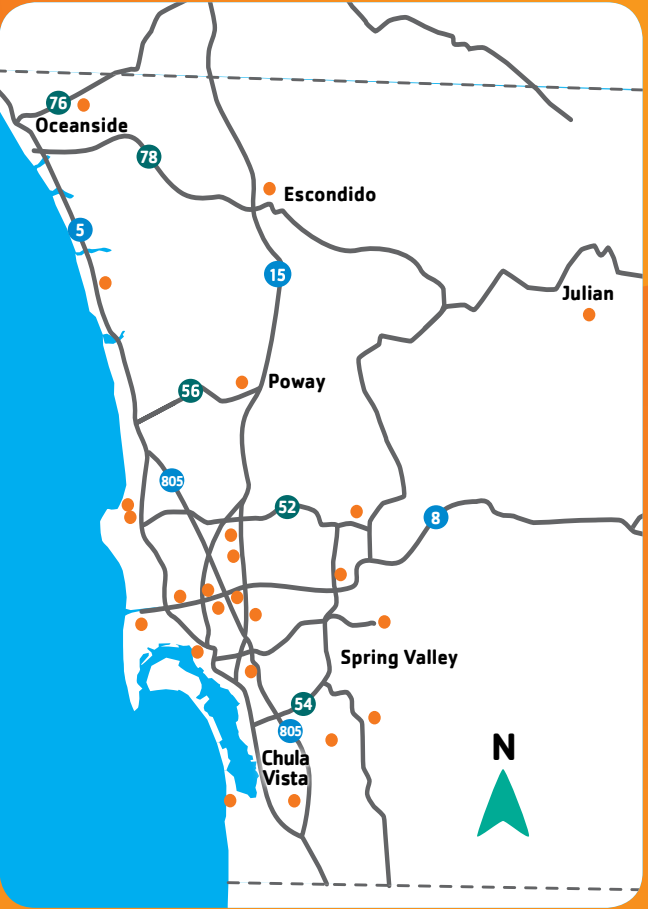 76
Oceanside
78
Escondido
5
15
Julian
Poway
56
805
52
8
Spring Valley
54
805
N
Chula
Vista